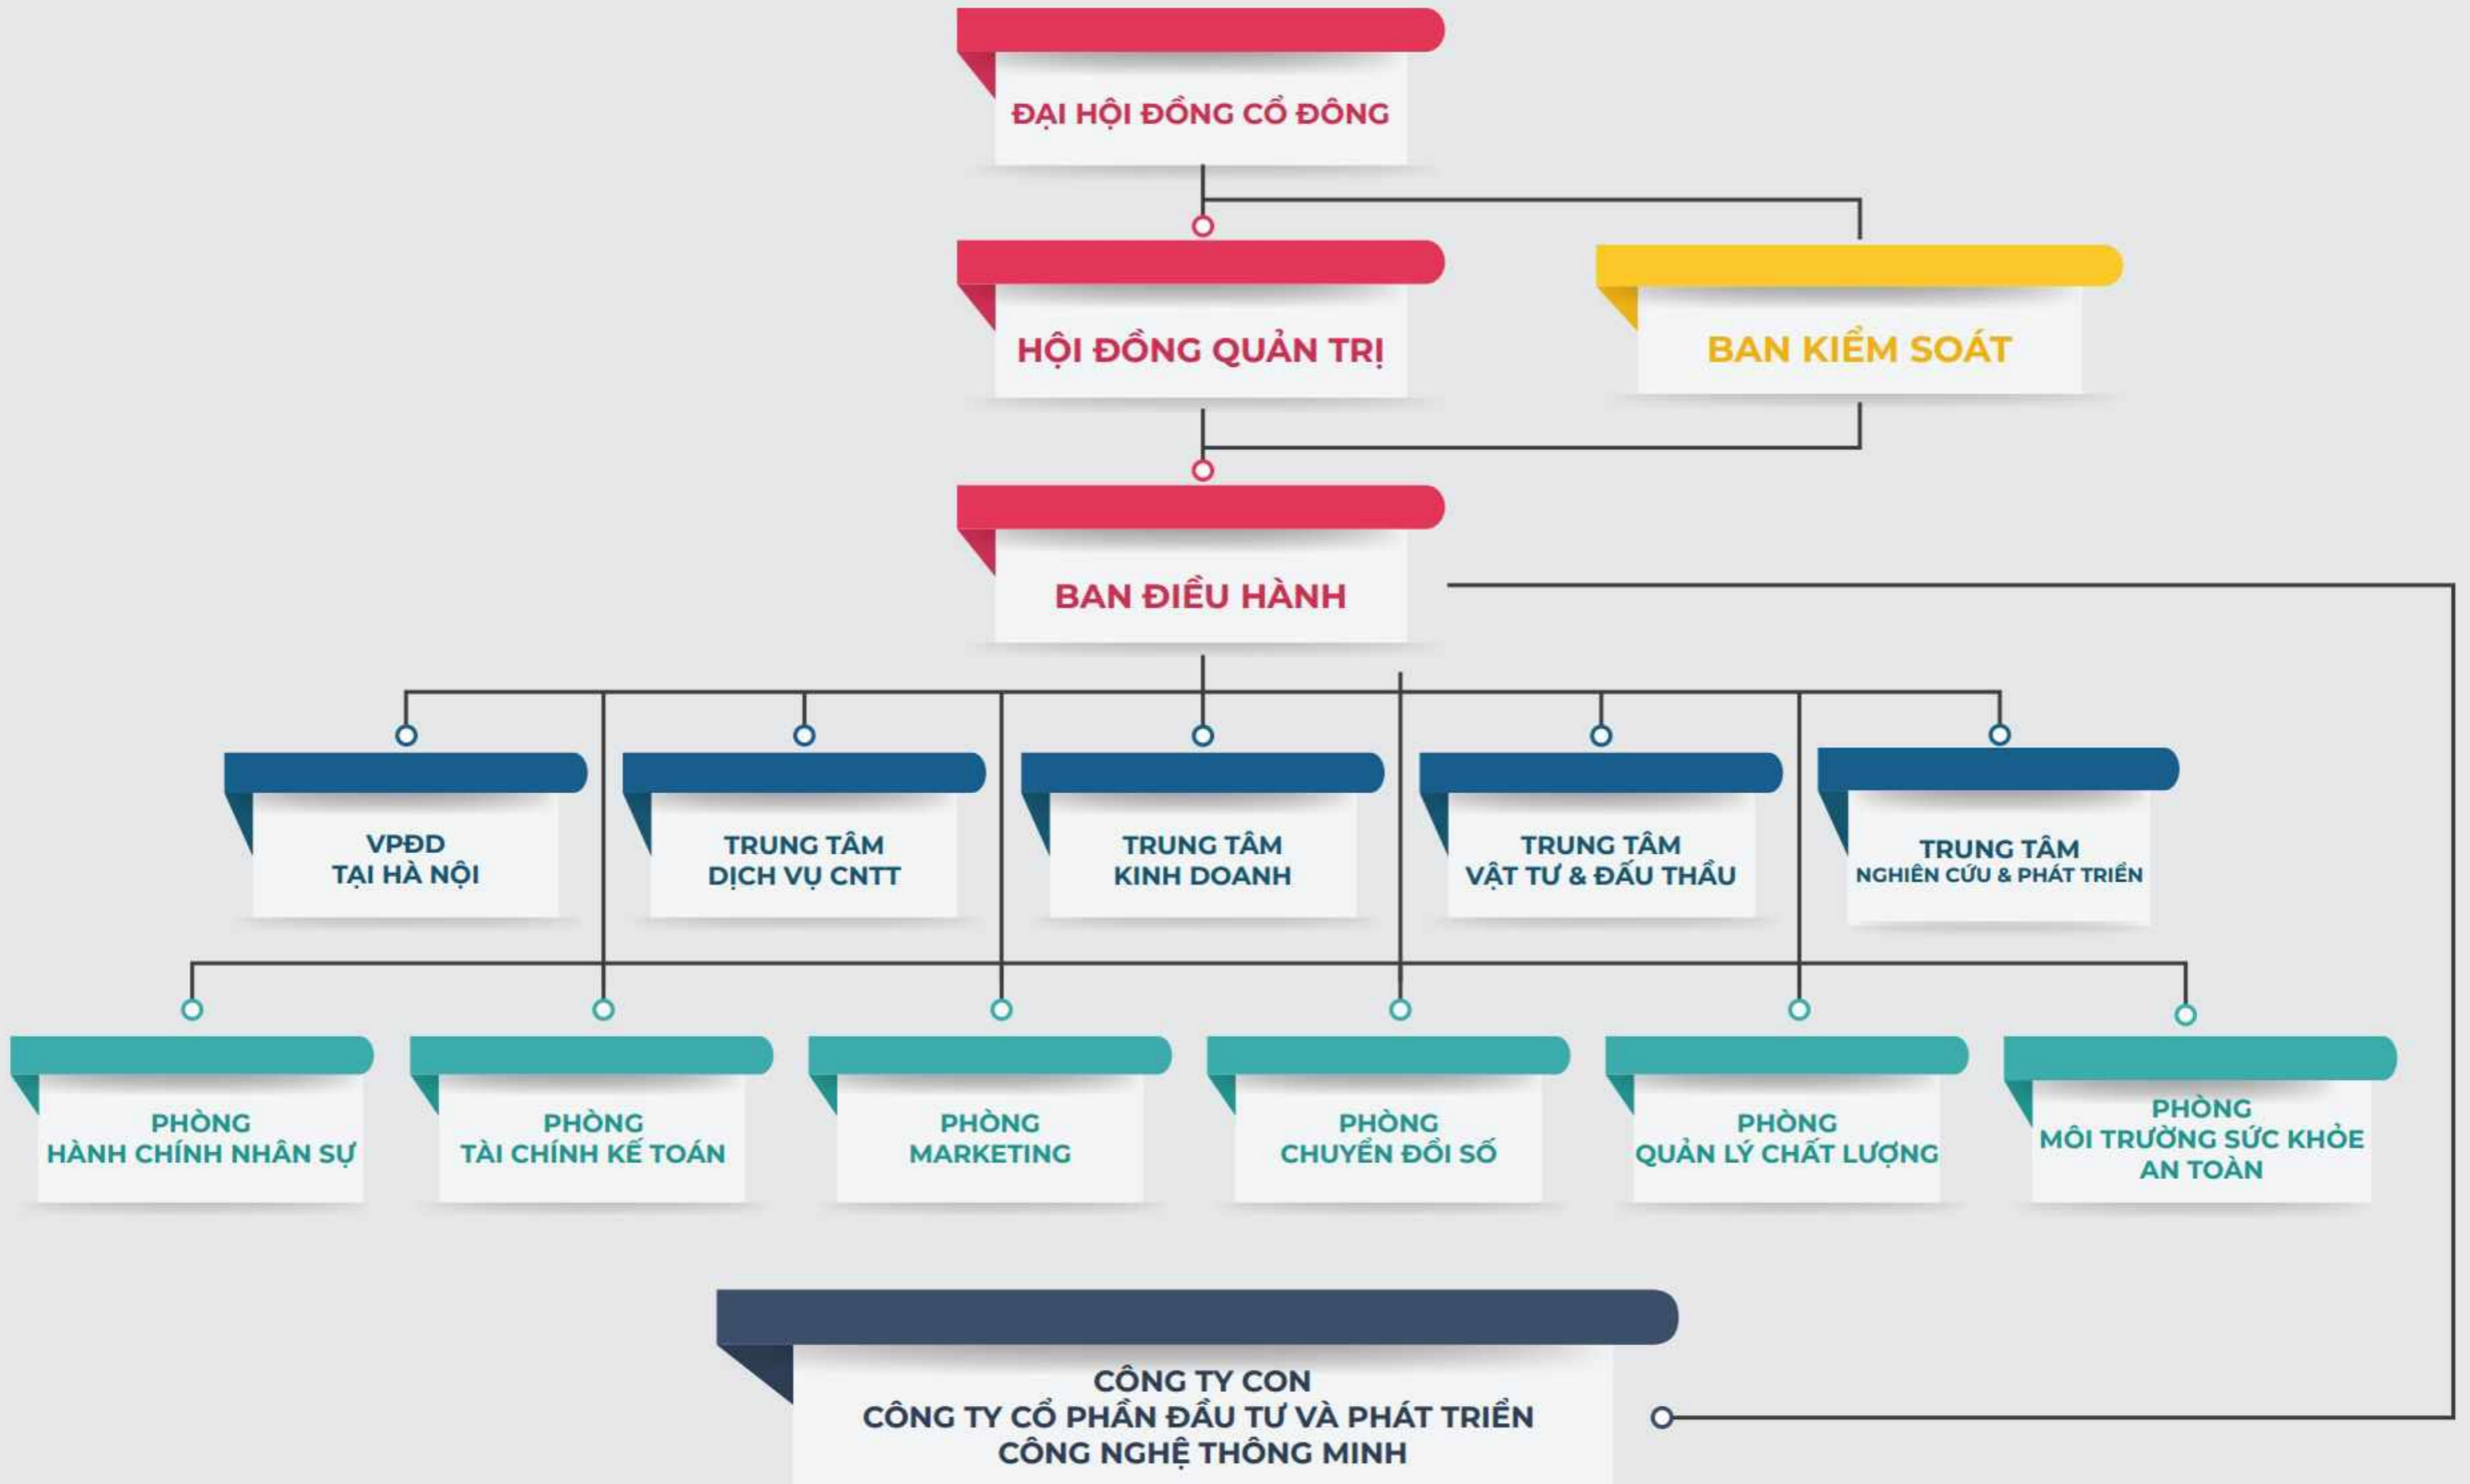 ĐẠI HỘI ĐỒNG CỔ ĐÔNG
HỘI ĐỒNG QUẢN TRỊ
BAN KIỂM SOÁT
BAN ĐIỀU HÀNH
VPĐD
TẠI HÀ NỘI
TRUNG TÂM
DỊCH VỤ CNTT
TRUNG TÂM
KINH DOANH
TRUNG TÂM
VẬT TƯ & ĐẤU THẦU
TRUNG TÂM
NGHIÊN CỨU & PHÁT TRIỂN
PHÒNG
HÀNH CHÍNH NHÂN SỰ
PHÒNG
TÀI CHÍNH KẾ TOÁN
PHÒNG
MARKETING
PHÒNG
CHUYỂN ĐỔI SỐ
PHÒNG
QUẢN LÝ CHẤT LƯỢNG
PHÒNG
MÔI TRƯỜNG SỨC KHỎE
AN TOÀN
CÔNG TY CON
CÔNG TY CỔ PHẦN ĐẦU TƯ VÀ PHÁT TRIỂN
CÔNG NGHỆ THÔNG MINH